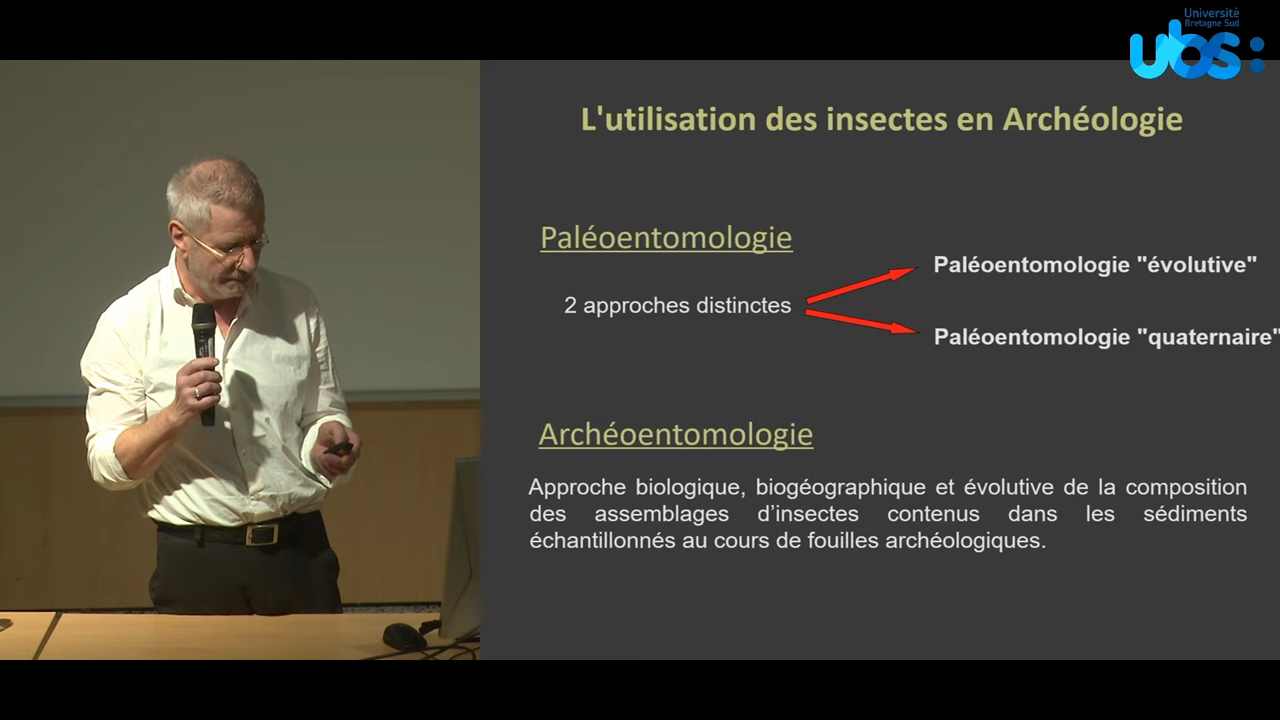 Université
Bretagne Sud
ubs:
L'utilisation des insectes en Archéologie
Paléoentomologie
Paléoentomologie "évolutive"
2 approches distinctes
Paléoentomologie "quaternaire"
Archéoentomologie
Approche biologique, biogéographique et évolutive de la composition
des assemblages d’insectes contenus dans les sédiments
échantillonnés au cours de fouilles archéologiques.